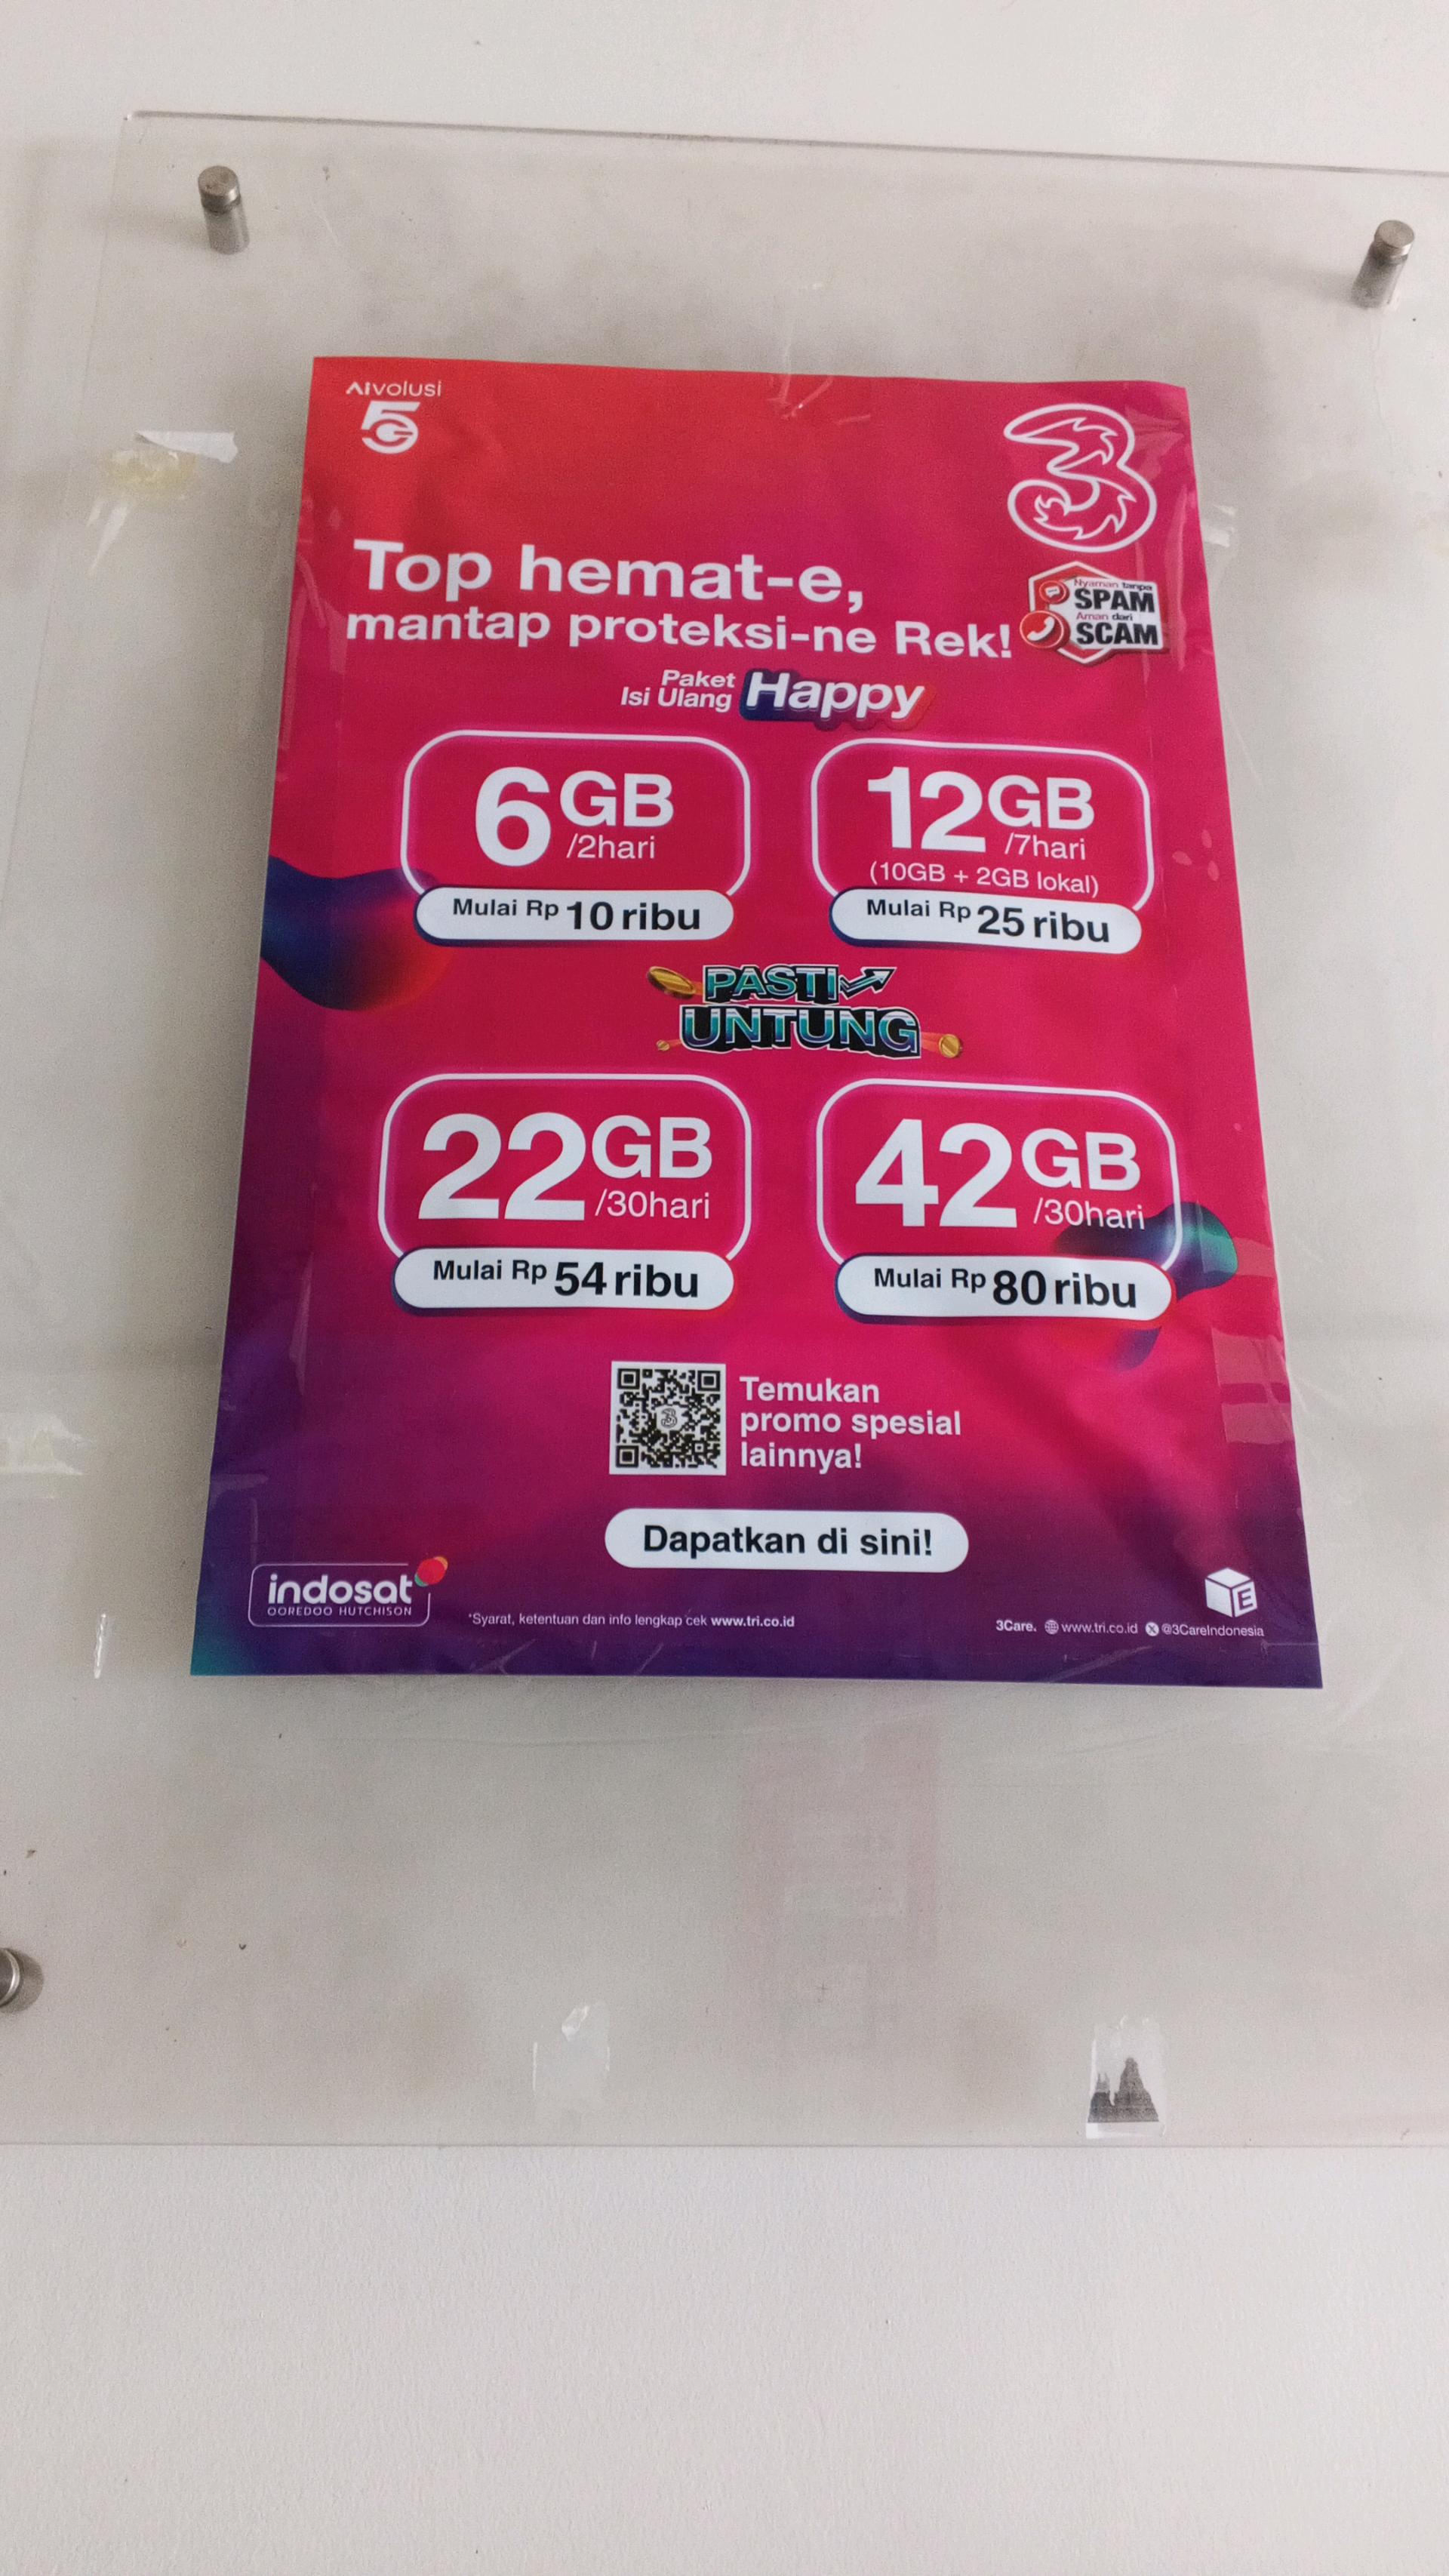 AIvolusi
5G
3
Top hemat-e,
mantap proteksi-ne Rek!
Nyaman tanpa
SPAM
Aman dari
SCAM
Paket
Isi Ulang
Happy
6GB
/2hari
Mulai Rp 10 ribu
12GB
/7hari
(10GB + 2GB lokal)
Mulai Rp 25 ribu
PASTI
UNTUNG
22GB
/30hari
Mulai Rp 54 ribu
42GB
/30hari
Mulai Rp 80 ribu
3
Temukan
promo spesial
lainnya!
Dapatkan di sini!
indosat
OOREDOO HUTCHISON
*Syarat, ketentuan dan info lengkap cek www.tri.co.id
E
3Care. www.tri.co.id X @3CareIndonesia